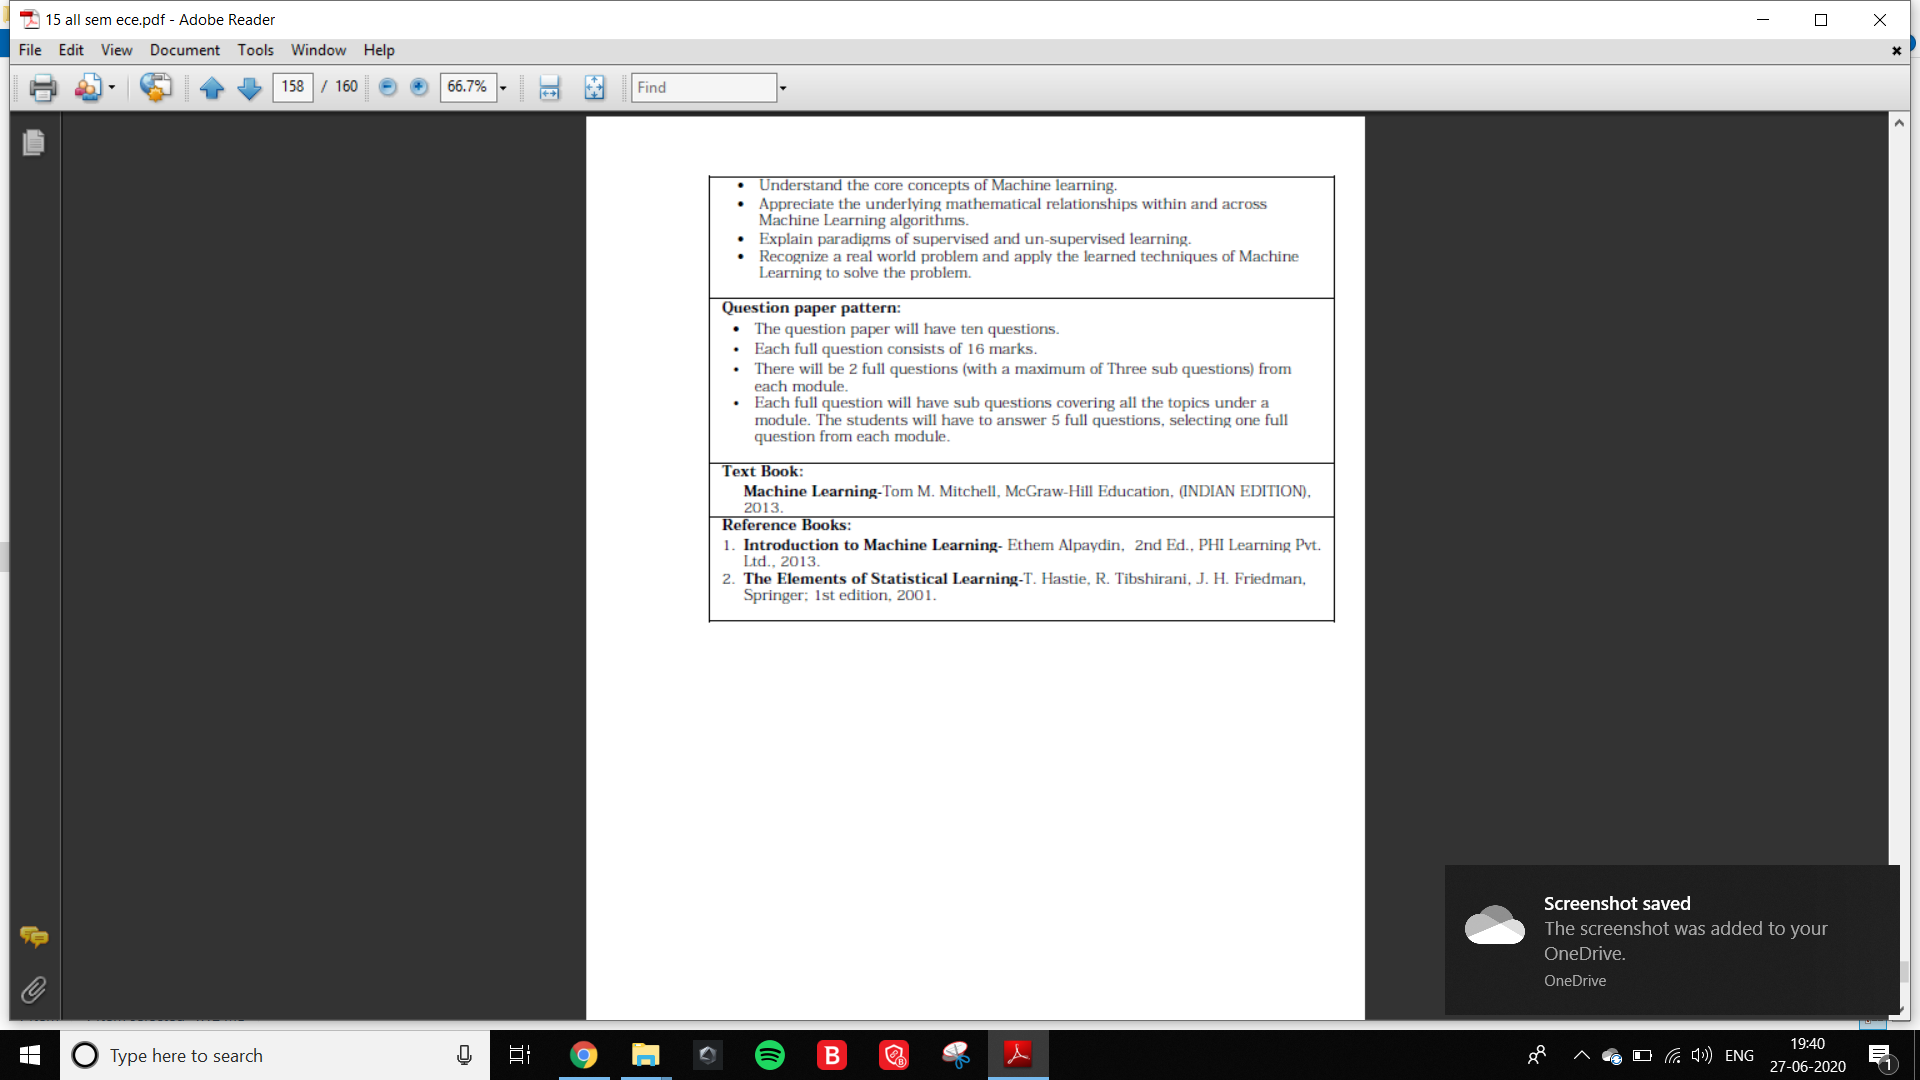 15 all sem ece.pdf - Adobe Reader
File Edit View Document Tools Window Help
158 / 160 66.7% Find
• Understand the core concepts of Machine learning.
• Appreciate the underlying mathematical relationships within and across
Machine Learning algorithms.
• Explain paradigms of supervised and un-supervised learning.
• Recognize a real world problem and apply the learned techniques of Machine
Learning to solve the problem.
Question paper pattern:
• The question paper will have ten questions.
• Each full question consists of 16 marks.
• There will be 2 full questions (with a maximum of Three sub questions) from
each module.
• Each full question will have sub questions covering all the topics under a
module. The students will have to answer 5 full questions, selecting one full
question from each module.
Text Book:
Machine Learning-Tom M. Mitchell, McGraw-Hill Education, (INDIAN EDITION),
2013.
Reference Books:
1. Introduction to Machine Learning- Ethem Alpaydin, 2nd Ed., PHI Learning Pvt.
Ltd., 2013.
2. The Elements of Statistical Learning-T. Hastie, R. Tibshirani, J. H. Friedman,
Springer; 1st edition, 2001.
Screenshot saved
The screenshot was added to your
OneDrive.
OneDrive
Type here to search
B
B
ENG
19:40
27-06-2020
1